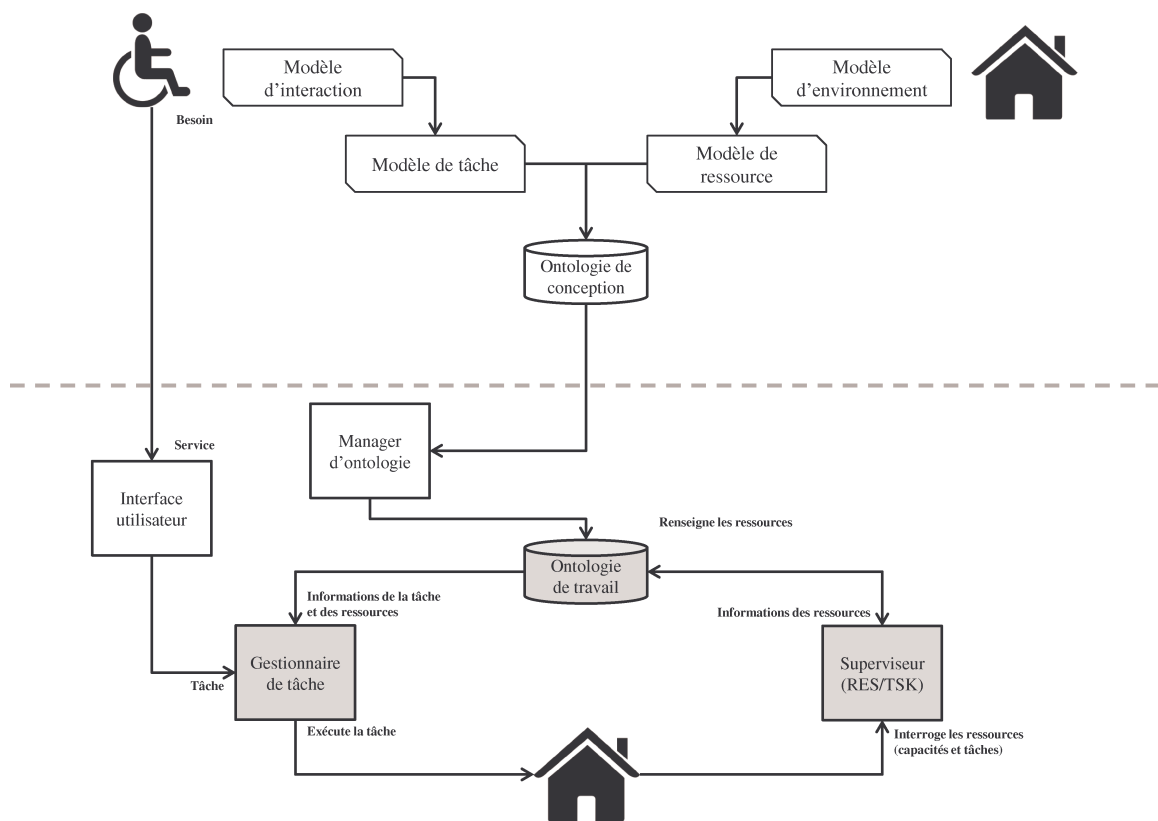 Modèle
d'interaction
Modèle
d'environnement
Besoin
Modèle de tâche
Modèle de
ressource
Ontologie de
conception
Service
Manager
d'ontologie
Interface
utilisateur
Renseigne les ressources
Ontologie
de travail
Informations de la tâche
et des ressources
Informations des ressources
Gestionnaire
de tâche
Superviseur
(RES/TSK)
Tâche
Exécute la tâche
Interroge les ressources
(capacités et tâches)